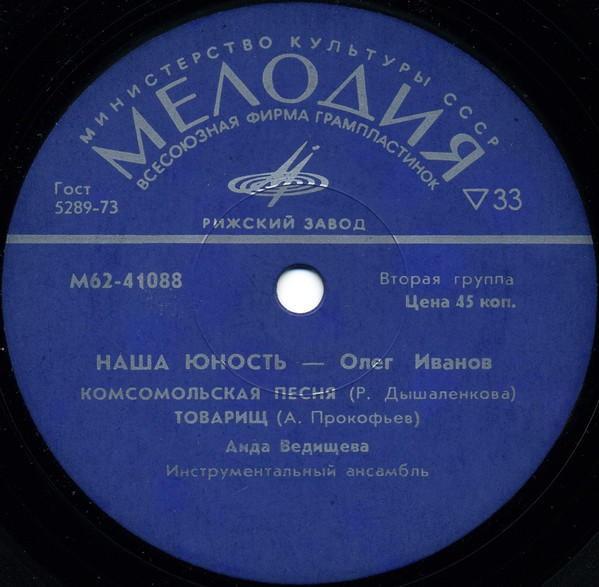 МИНИСТЕРСТВО КУЛЬТУРЫ СССР
МЕЛОДИЯ
ВСЕСОЮЗНАЯ ФИРМА ГРАМПЛАСТИНОК
Гост
5289-73
33
РИЖСКИЙ ЗАВОД
М62-41088
Вторая группа
Цена 45 коп.
НАША ЮНОСТЬ — Олег Иванов
КОМСОМОЛЬСКАЯ ПЕСНЯ (Р. Дышаленкова)
ТОВАРИЩ (А. Прокофьев)
Аида Ведищева
Инструментальный ансамбль